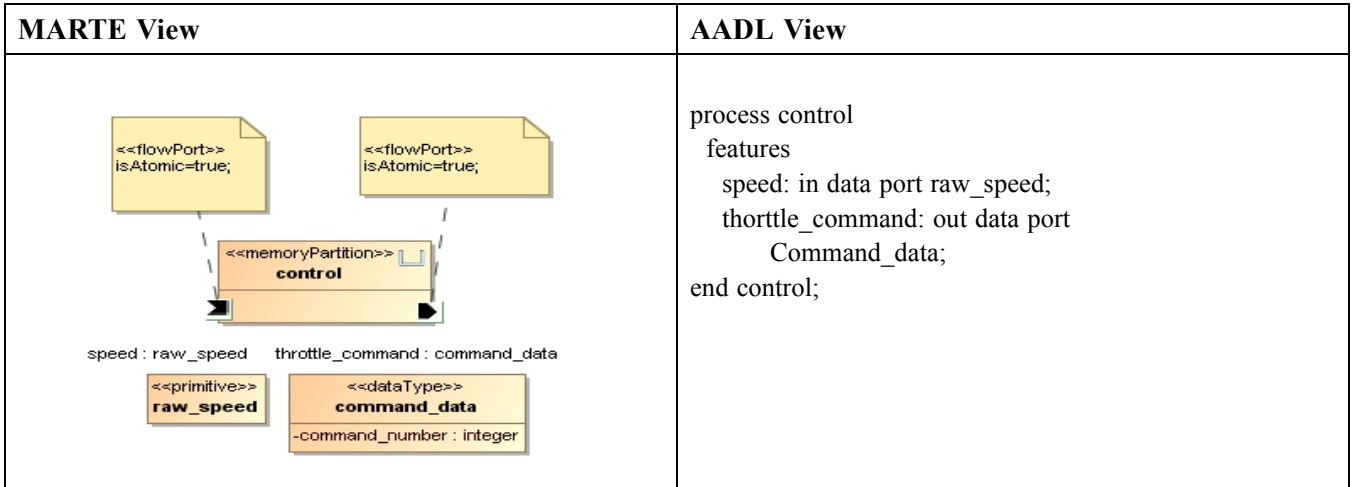 MARTE View
AADL View
<<flowPort>>
isAtomic=true;
<<flowPort>>
isAtomic=true;
<<memoryPartition>>
control
speed : raw_speed
throttle_command : command_data
<<primitive>>
raw_speed
<<dataType>>
command_data
-command_number : integer
process control
features
speed: in data port raw_speed;
thorttle_command: out data port
Command_data;
end control;